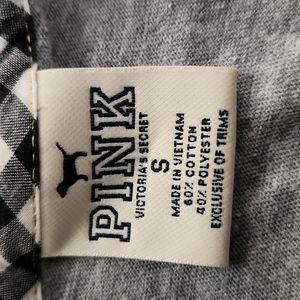 PINK
VICTORIA'S SECRET
S
MADE IN VIETNAM
60% COTTON
40% POLYESTER
EXCLUSIVE OF TRIMS